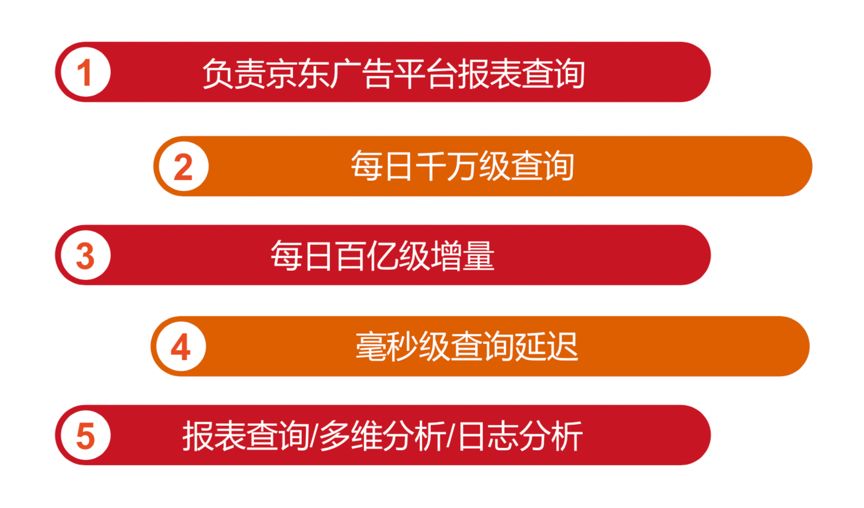 1 负责京东广告平台报表查询
2 每日千万级查询
3 每日百亿级增量
4 毫秒级查询延迟
5 报表查询/多维分析/日志分析